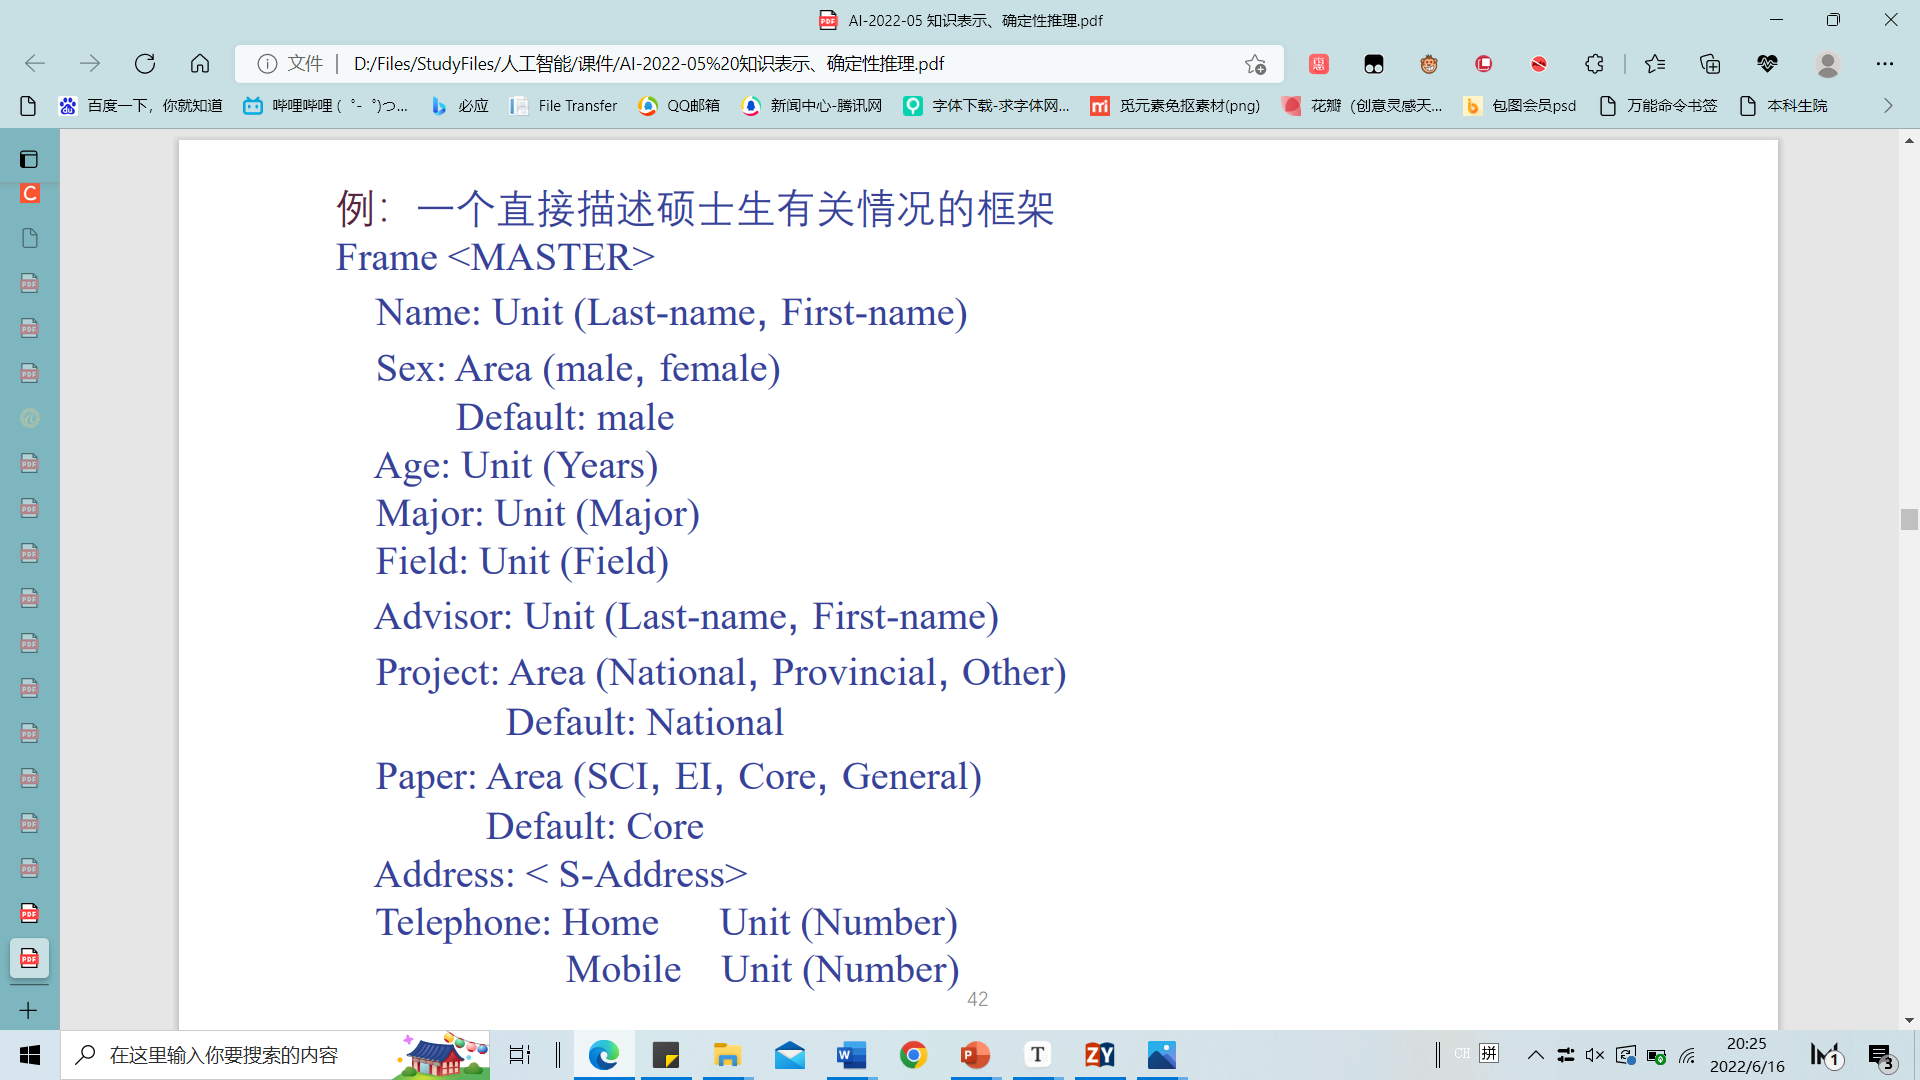 AI-2022-05 知识表示、确定性推理.pdf
文件 | D:/Files/StudyFiles/人工智能/课件/AI-2022-05%20知识表示、确定性推理.pdf
百度一下，你就知道 哔哩哔哩 (゜-゜)つ... 必应 File Transfer QQ邮箱 新闻中心-腾讯网 字体下载-求字体网... 觅元素免抠素材(png) 花瓣（创意灵感天... 包图会员psd 万能命令书签 本科生院
例：一个直接描述硕士生有关情况的框架
Frame <MASTER>
Name: Unit (Last-name，First-name)
Sex: Area (male，female)
Default: male
Age: Unit (Years)
Major: Unit (Major)
Field: Unit (Field)
Advisor: Unit (Last-name，First-name)
Project: Area (National，Provincial，Other)
Default: National
Paper: Area (SCI，EI，Core，General)
Default: Core
Address: < S-Address>
Telephone: Home Unit (Number)
Mobile Unit (Number)
42
在这里输入你要搜索的内容
CH 拼
20:25
2022/6/16
1
3